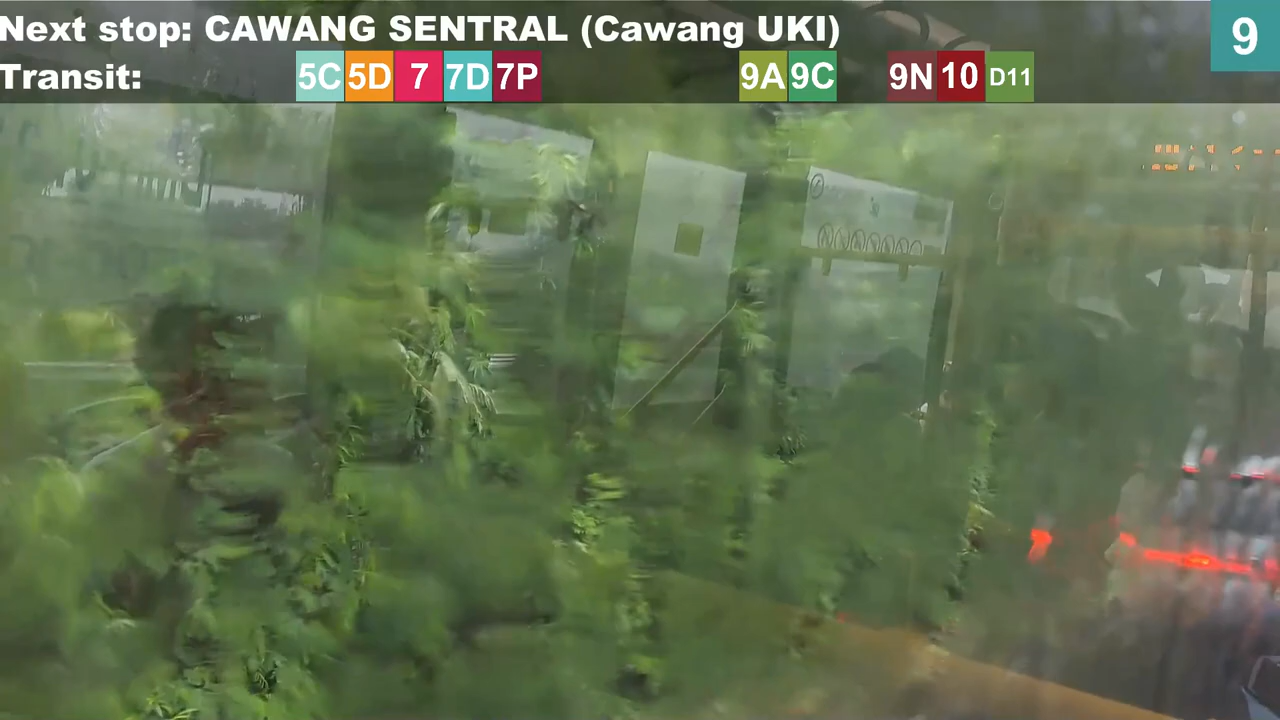 Next stop: CAWANG SENTRAL (Cawang UKI)
9
Transit: 5C 5D 7 7D 7P 9A 9C 9N 10 D11